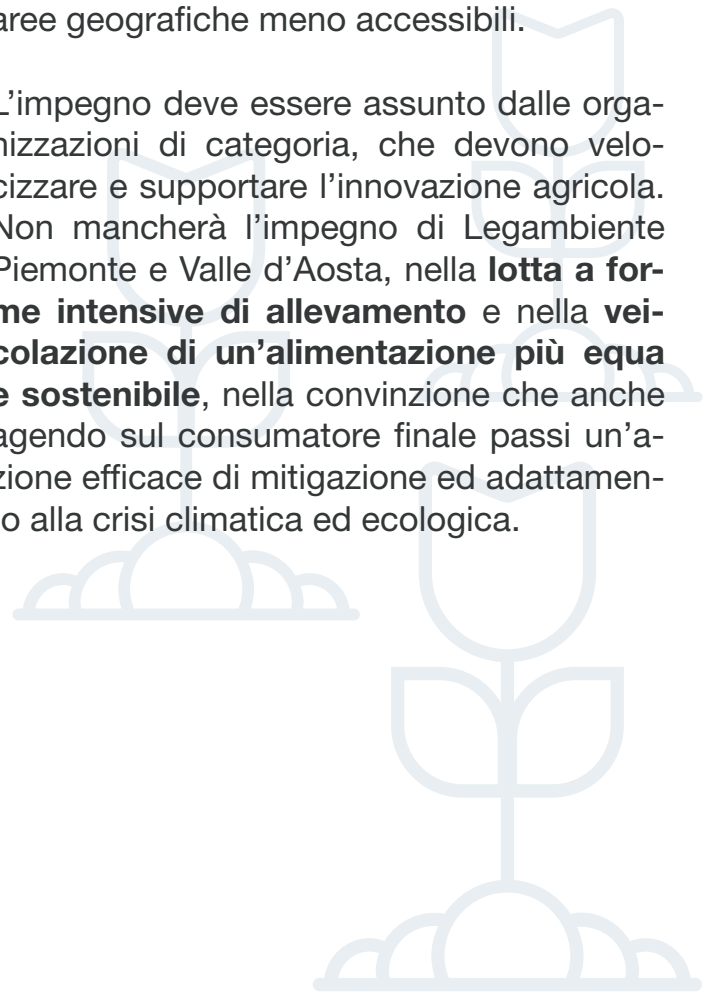 aree geografiche meno accessibili.
L'impegno deve essere assunto dalle orga-
nizzazioni di categoria, che devono velo-
cizzare e supportare l'innovazione agricola.
Non mancherà l'impegno di Legambiente
Piemonte e Valle d'Aosta, nella lotta a for-
me intensive di allevamento e nella vei-
colazione di un'alimentazione più equa
e sostenibile, nella convinzione che anche
agendo sul consumatore finale passi un'a-
zione efficace di mitigazione ed adattamen-
to alla crisi climatica ed ecologica.